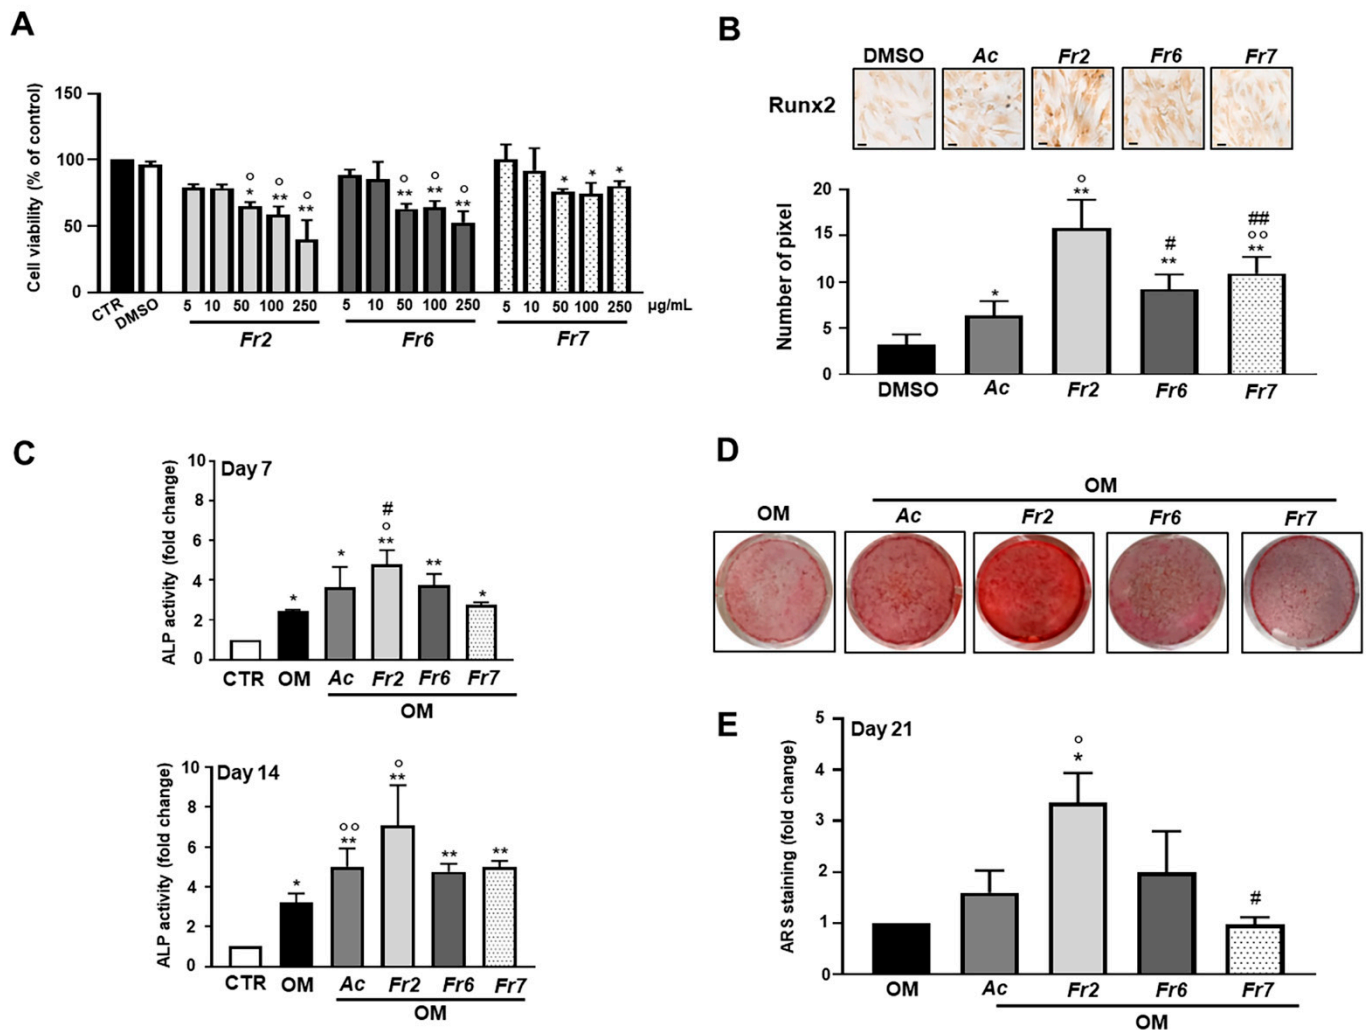 A
Cell viability (% of control)
150
100
50
0
° ° °
* ** **
° ° °
** ** **
* * *
CTR DMSO 5 10 50 100 250 5 10 50 100 250 5 10 50 100 250 µg/mL
Fr2 Fr6 Fr7
B
DMSO Ac Fr2 Fr6 Fr7
Runx2
Number of pixel
20
15
10
5
0
*
°
**
#
**
##
°°
**
DMSO Ac Fr2 Fr6 Fr7
C
Day 7
ALP activity (fold change)
10
8
6
4
2
0
*
*
#
°
**
**
*
CTR OM Ac Fr2 Fr6 Fr7
OM
Day 14
ALP activity (fold change)
10
8
6
4
2
0
*
°°
**
°
**
**
**
CTR OM Ac Fr2 Fr6 Fr7
OM
D
OM
OM Ac Fr2 Fr6 Fr7
E
Day 21
ARS staining (fold change)
5
4
3
2
1
0
°
*
#
OM Ac Fr2 Fr6 Fr7
OM